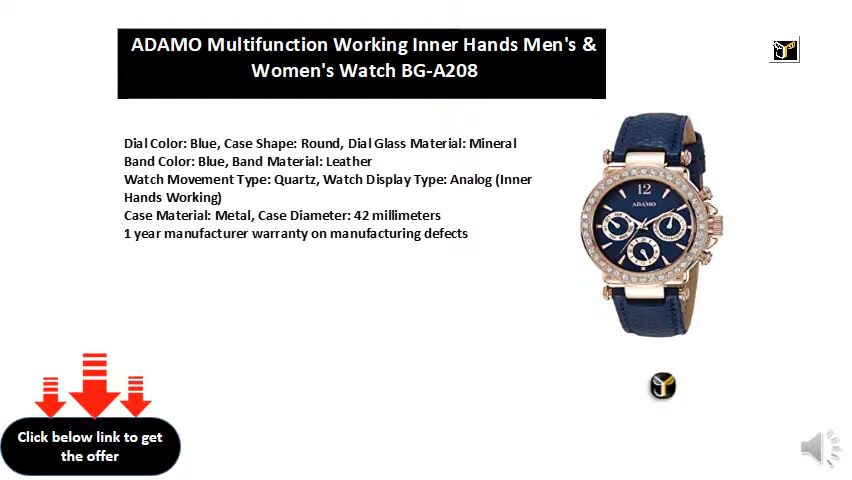 ADAMO Multifunction Working Inner Hands Men's &
Women's Watch BG-A208
Dial Color: Blue, Case Shape: Round, Dial Glass Material: Mineral
Band Color: Blue, Band Material: Leather
Watch Movement Type: Quartz, Watch Display Type: Analog (Inner
Hands Working)
Case Material: Metal, Case Diameter: 42 millimeters
1 year manufacturer warranty on manufacturing defects
12
ADAMO
Click below link to get
the offer